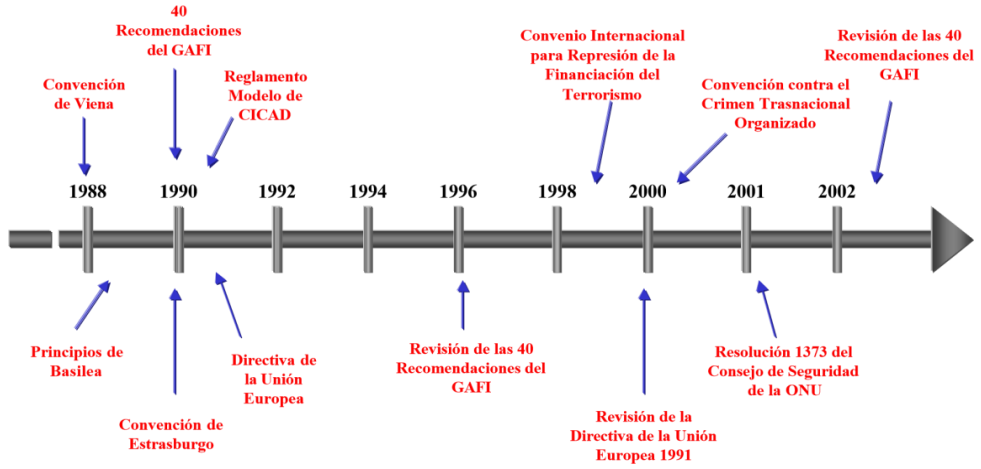 40
Recomendaciones
del GAFI
Convención
de Viena
Reglamento
Modelo de
CICAD
Convenio Internacional
para Represión de la
Financiación del
Terrorismo
Convención contra el
Crimen Trasnacional
Organizado
Revisión de las 40
Recomendaciones del
GAFI
1988
1990
1992
1994
1996
1998
2000
2001
2002
Principios de
Basilea
Convención de
Estrasburgo
Directiva de
la Unión
Europea
Revisión de las 40
Recomendaciones del
GAFI
Revisión de la
Directiva de la Unión
Europea 1991
Resolución 1373 del
Consejo de Seguridad
de la ONU